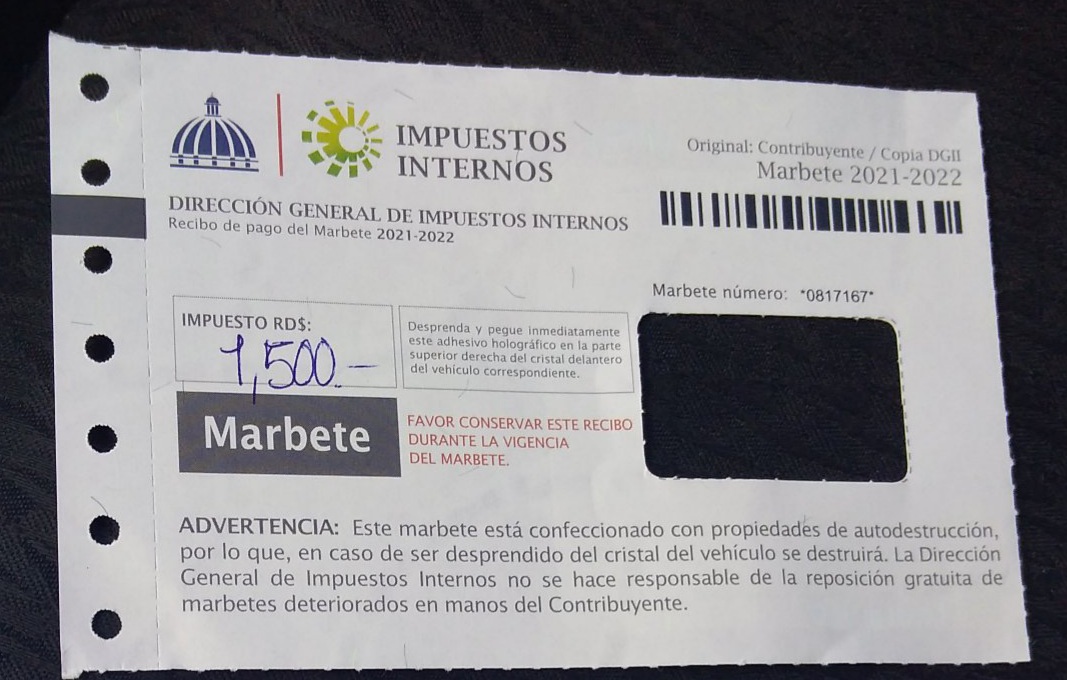 IMPUESTOS
INTERNOS
DIRECCIÓN GENERAL DE IMPUESTOS INTERNOS
Recibo de pago del Marbete 2021-2022
Original: Contribuyente / Copia DGII
Marbete 2021-2022
Marbete número: *0817167*
IMPUESTO RD$:
1,500.-
Desprenda y pegue inmediatamente
este adhesivo holográfico en la parte
superior derecha del cristal delantero
del vehículo correspondiente.
Marbete
FAVOR CONSERVAR ESTE RECIBO
DURANTE LA VIGENCIA
DEL MARBETE.
ADVERTENCIA: Este marbete está confeccionado con propiedades de autodestrucción,
por lo que, en caso de ser desprendido del cristal del vehículo se destruirá. La Dirección
General de Impuestos Internos no se hace responsable de la reposición gratuita de
marbetes deteriorados en manos del Contribuyente.